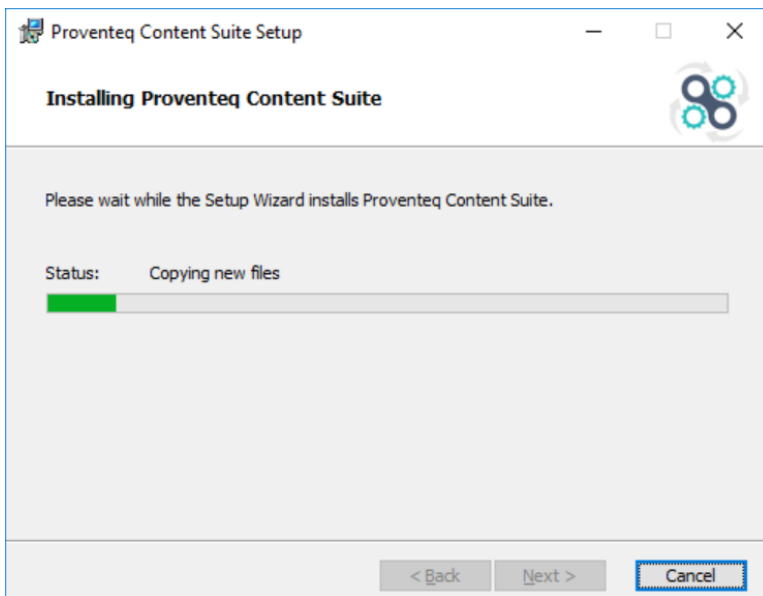 Proventeq Content Suite Setup
Installing Proventeq Content Suite
Please wait while the Setup Wizard installs Proventeq Content Suite.
Status: Copying new files
< Back Next > Cancel